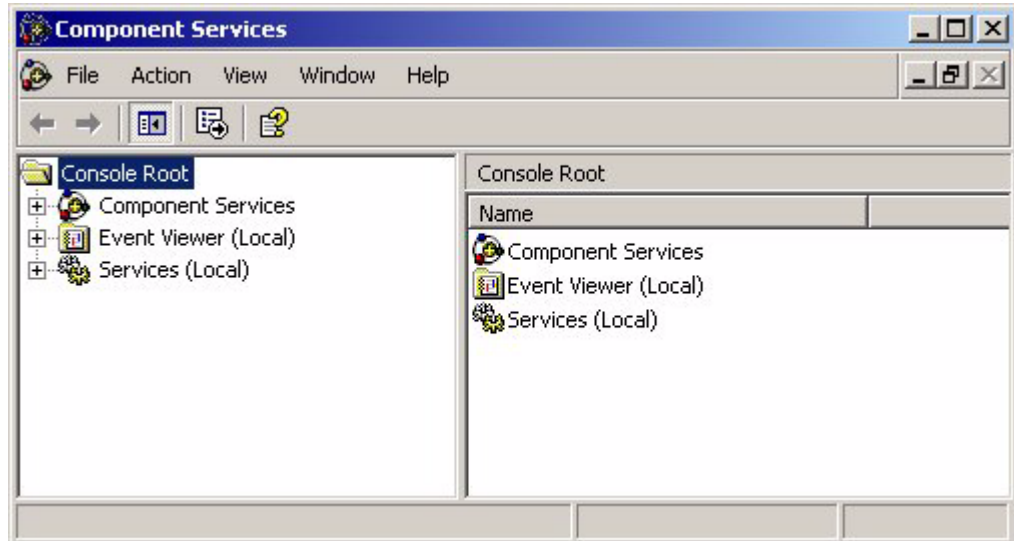 Component Services
File Action View Window Help
Console Root
Component Services
Event Viewer (Local)
Services (Local)
Console Root
Name
Component Services
Event Viewer (Local)
Services (Local)